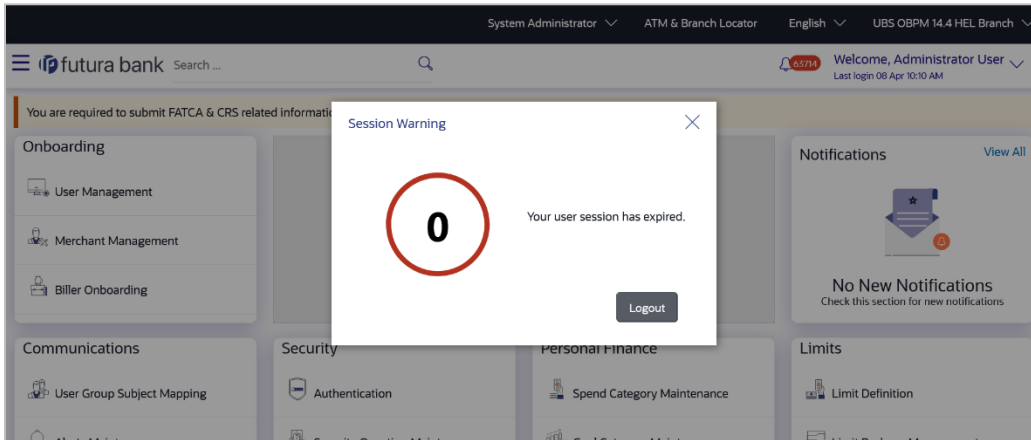 System Administrator ATM & Branch Locator English UBS OBPM 14.4 HEL Branch
futura bank Search ... 63714 Welcome, Administrator User
Last login 08 Apr 10:10 AM
You are required to submit FATCA & CRS related
Session Warning
0
Your user session has expired.
Logout
Onboarding
User Management
Merchant Management
Biller Onboarding
Notifications View All
No New Notifications
Check this section for new notifications
Communications
User Group Subject Mapping
Security
Authentication
Personal Finance
Spend Category Maintenance
Limits
Limit Definition